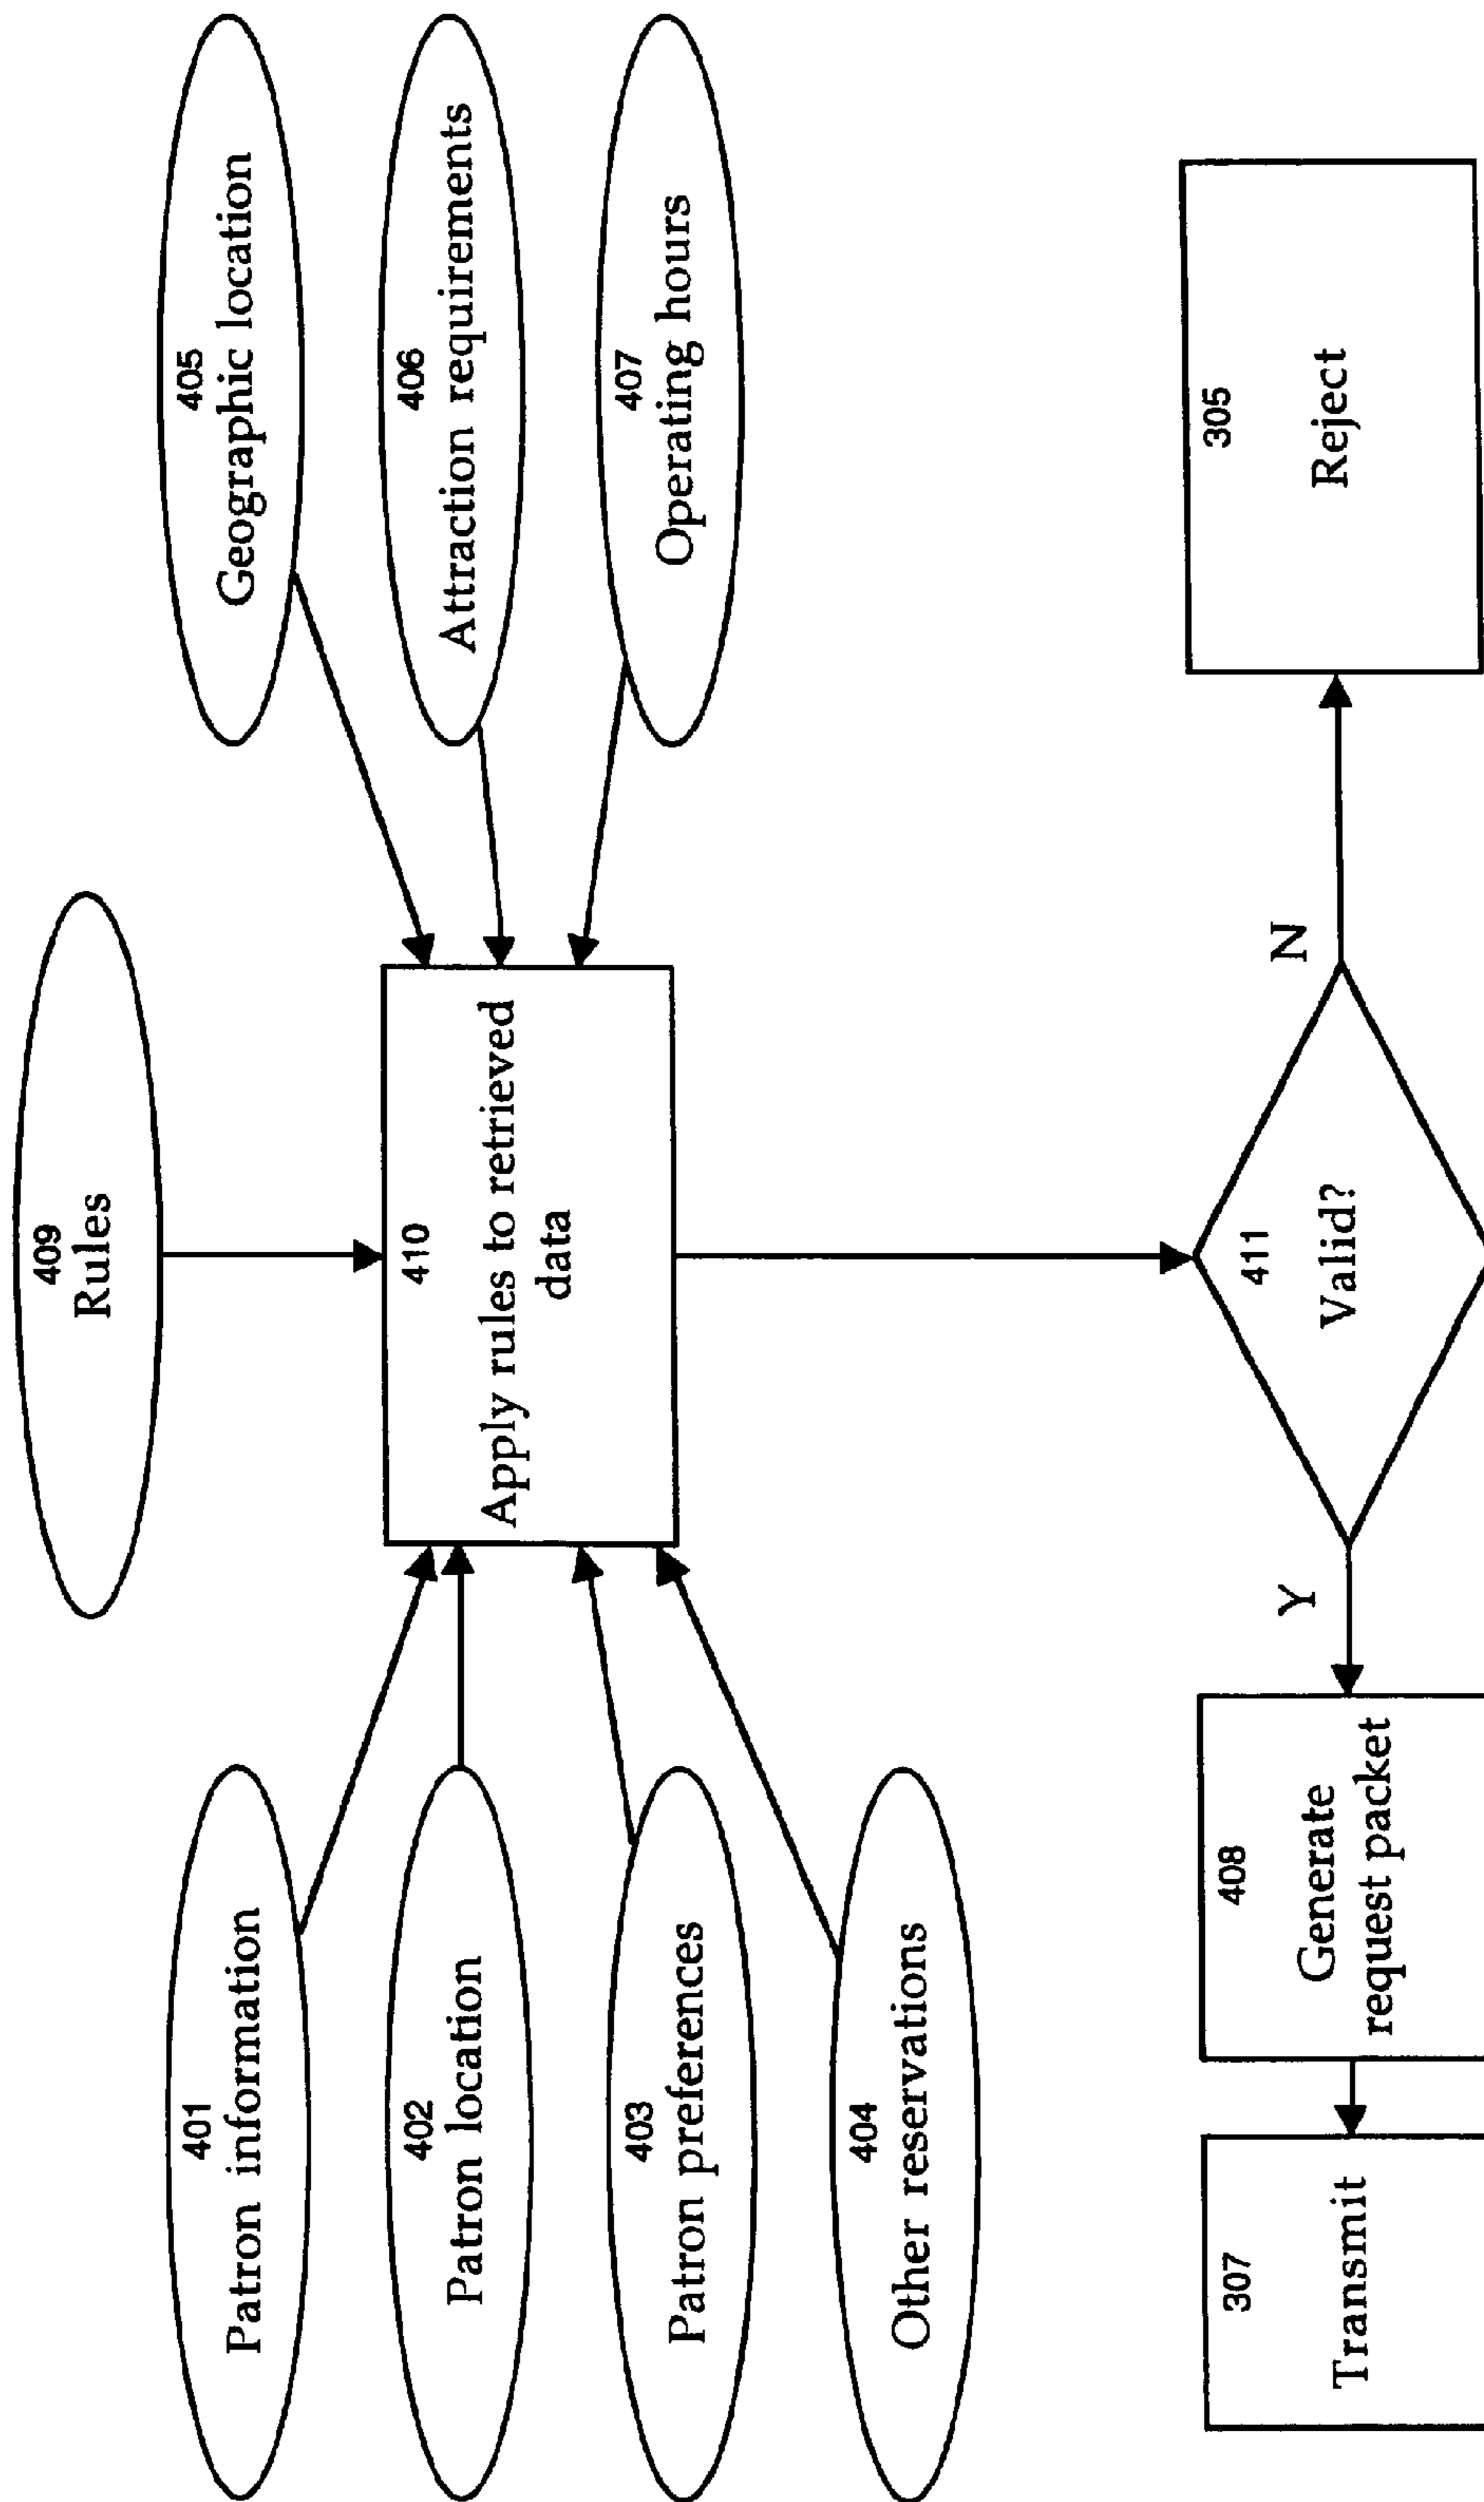 409
Rules
401
Patron information
402
Patron location
403
Patron preferences
404
Other reservations
410
Apply rules to retrieved
data
405
Geographic location
406
Attraction requirements
407
Operating hours
307
Transmit
408
Generate
request packet
Y
411
Valid?
N
305
Reject